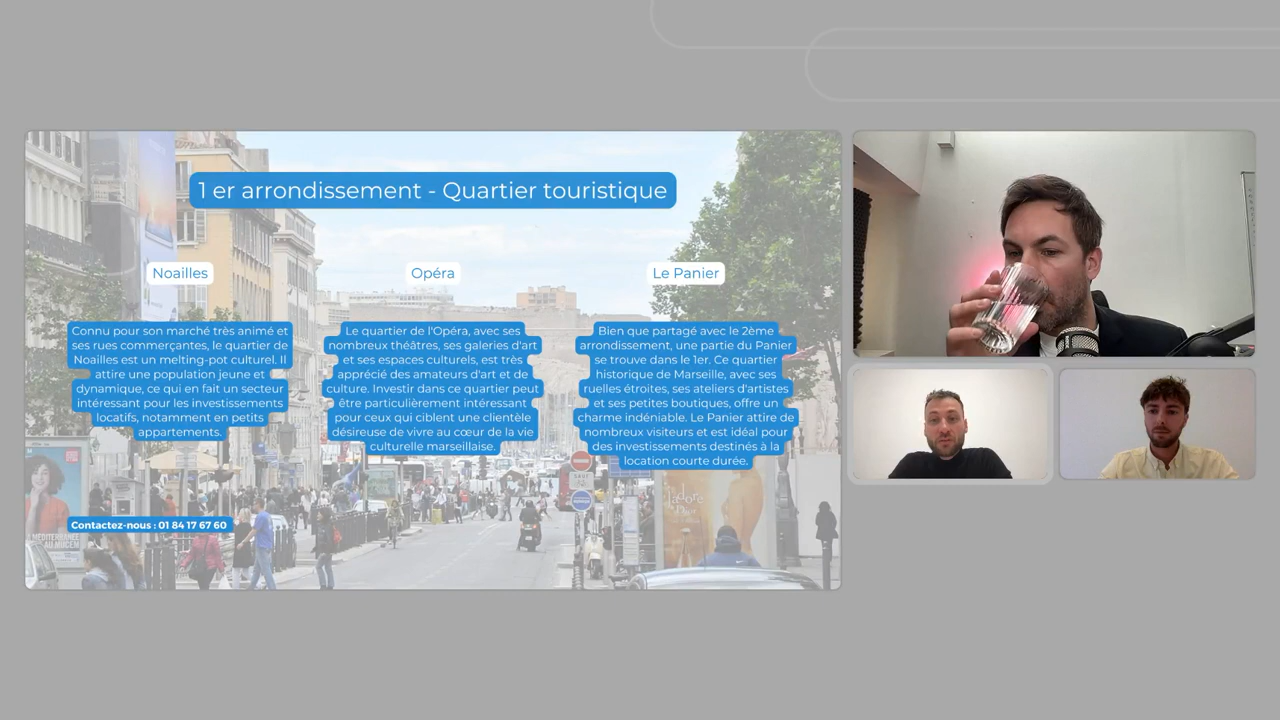 1 er arrondissement - Quartier touristique
Noailles
Opéra
Le Panier
Connu pour son marché très animé et
ses rues commerçantes, le quartier de
Noailles est un melting-pot culturel. Il
attire une population jeune et
dynamique, ce qui en fait un secteur
intéressant pour les investissements
locatifs, notamment en petits
appartements.
Le quartier de l'Opéra, avec ses
nombreux théâtres, ses galeries d'art
et ses espaces culturels, est très
apprécié des amateurs d'art et de
culture. Investir dans ce quartier peut
être particulièrement intéressant
pour ceux qui ciblent une clientèle
désireuse de vivre au cœur de la vie
culturelle marseillaise.
Bien que partagé avec le 2ème
arrondissement, une partie du Panier
se trouve dans le 1er. Ce quartier
historique de Marseille, avec ses
ruelles étroites, ses ateliers d'artistes
et ses petites boutiques, offre un
charme indéniable. Le Panier attire de
nombreux visiteurs et est idéal pour
des investissements destinés à la
location courte durée.
Contactez-nous : 01 84 17 67 60
MÉDITERRANÉE
AU MUCEM
SAUF
J'adore
Dior